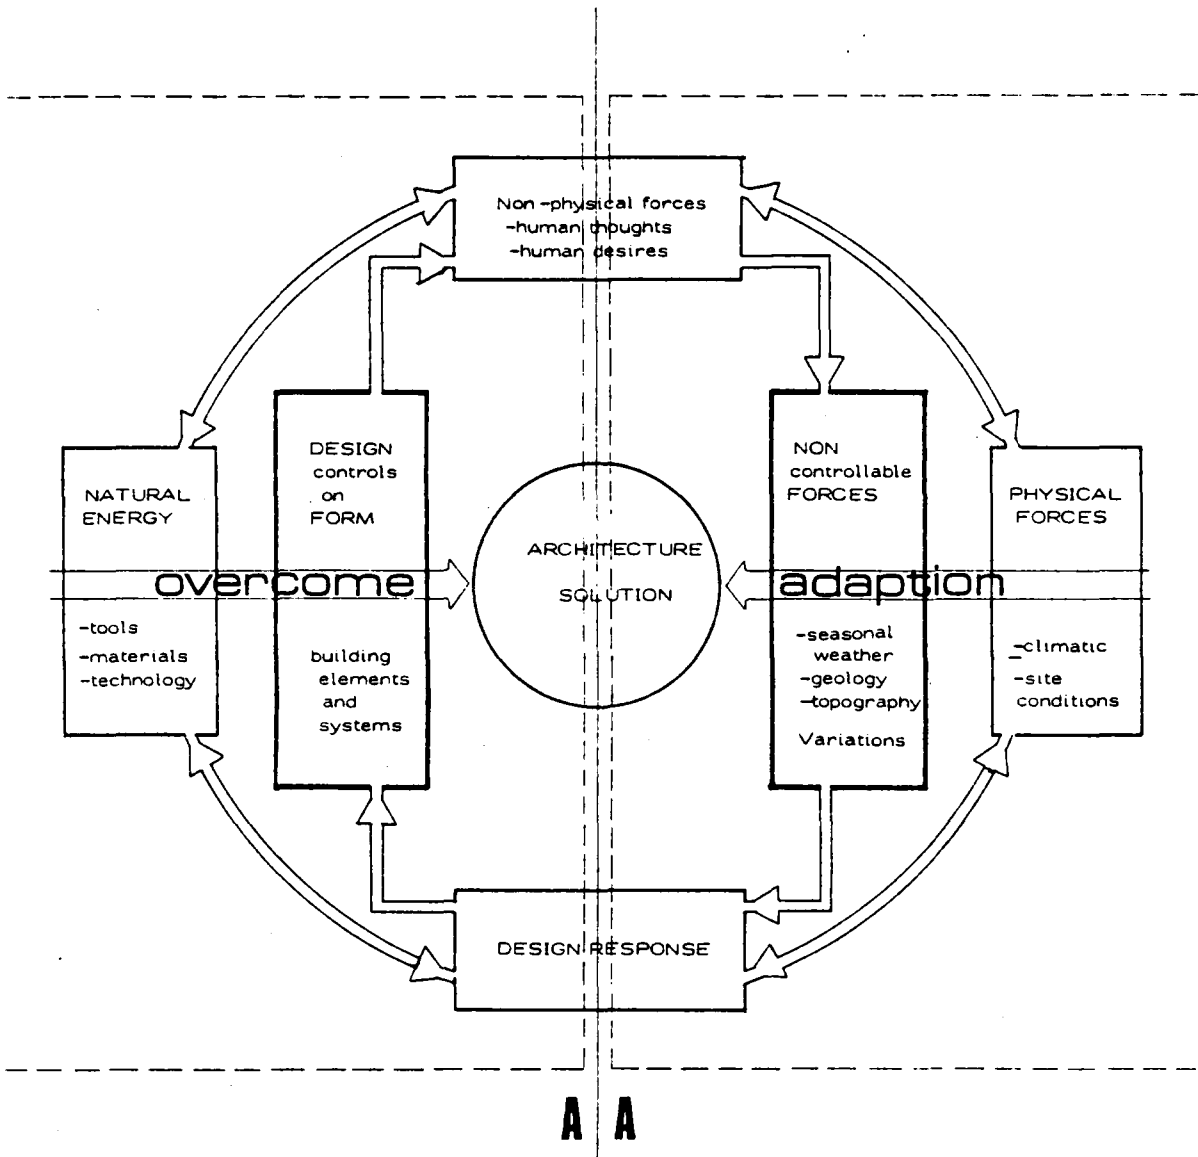 Non-physical forces
-human thoughts
-human desires
NATURAL
ENERGY
-tools
-materials
-technology
DESIGN
controls
on
FORM
building
elements
and
systems
overcome
ARCHITECTURE
SOLUTION
adaption
NON
controllable
FORCES
-seasonal
weather
-geology
-topography
Variations
PHYSICAL
FORCES
-climatic
-site
conditions
DESIGN RESPONSE
A A